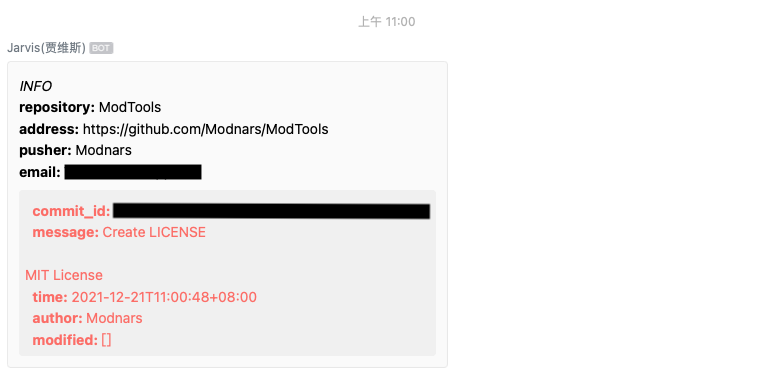 上午 11:00
Jarvis(贾维斯) BOT
INFO
repository: ModTools
address: https://github.com/Modnars/ModTools
pusher: Modnars
email:
commit_id:
message: Create LICENSE
MIT License
time: 2021-12-21T11:00:48+08:00
author: Modnars
modified: []